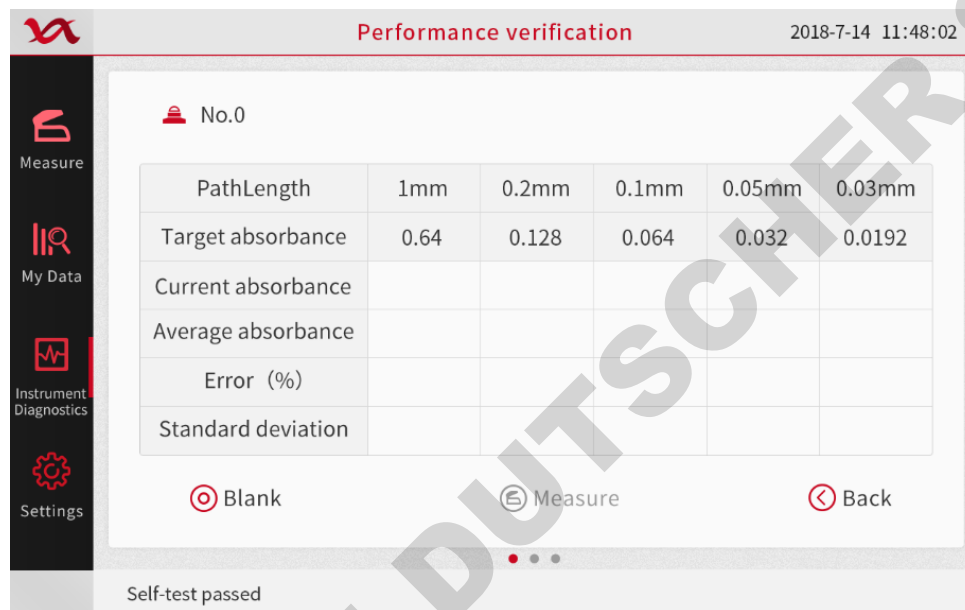 Performance verification 2018-7-14 11:48:02
No.0
Measure
PathLength 1mm 0.2mm 0.1mm 0.05mm 0.03mm
Target absorbance 0.64 0.128 0.064 0.032 0.0192
My Data
Current absorbance
Average absorbance
Error（%）
Instrument
Diagnostics
Standard deviation
Blank Measure Back
Settings
Self-test passed
DUTSCHER